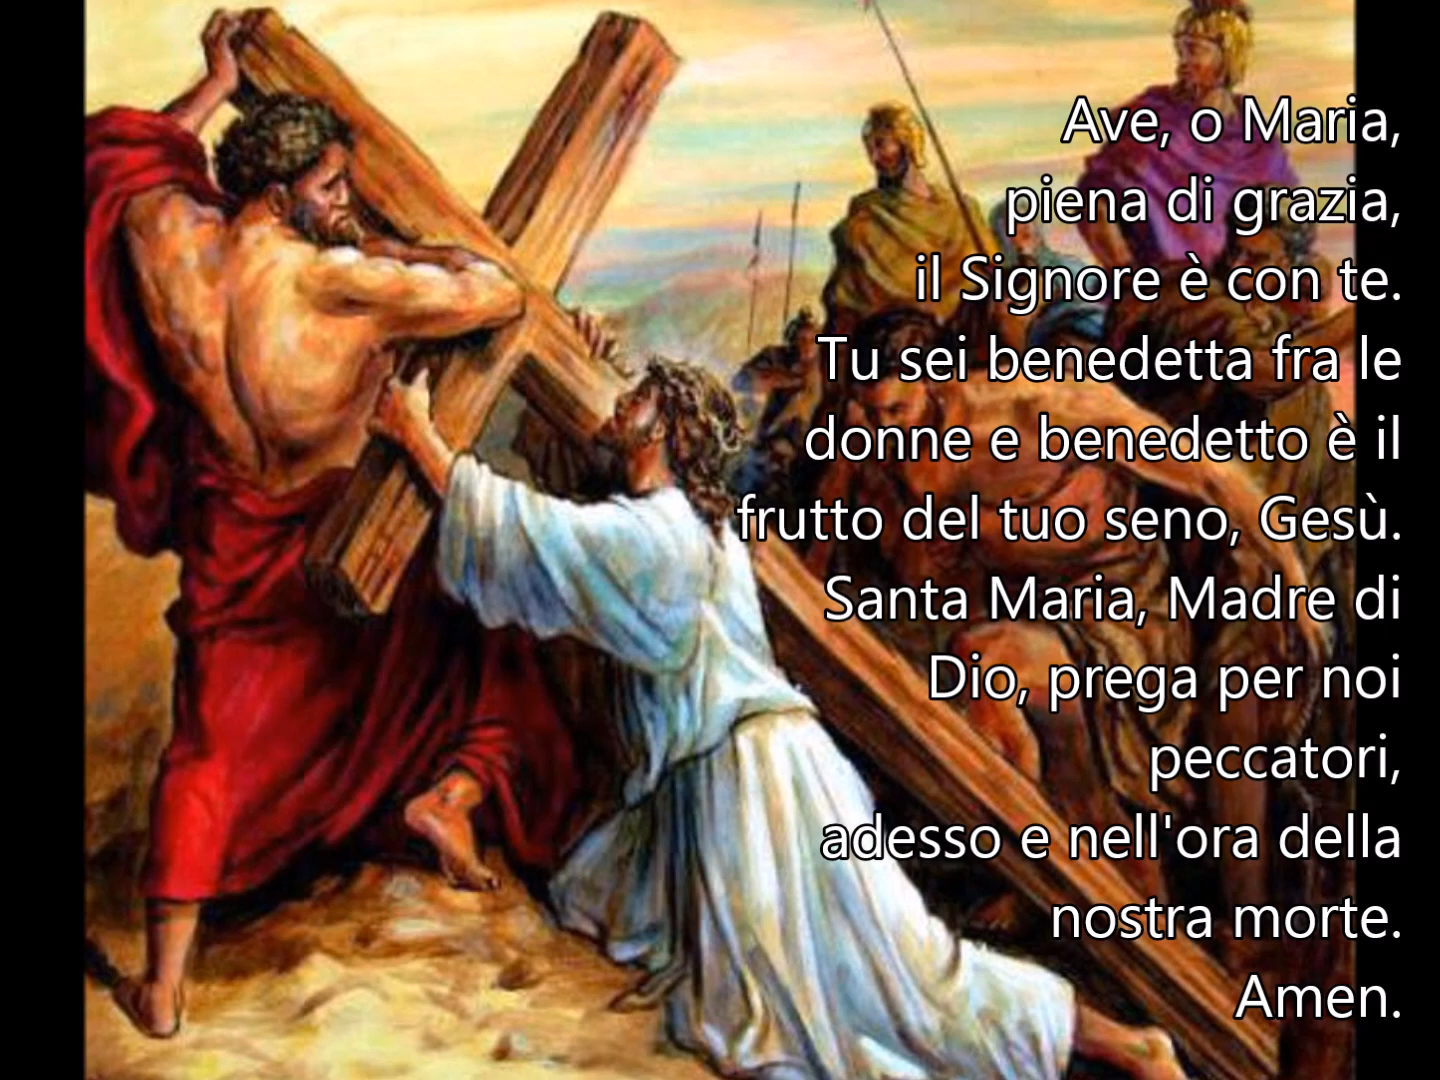 Ave, o Maria,
piena di grazia,
il Signore è con te.
Tu sei benedetta fra le
donne e benedetto è il
frutto del tuo seno, Gesù.
Santa Maria, Madre di
Dio, prega per noi
peccatori,
adesso e nell'ora della
nostra morte.
Amen.